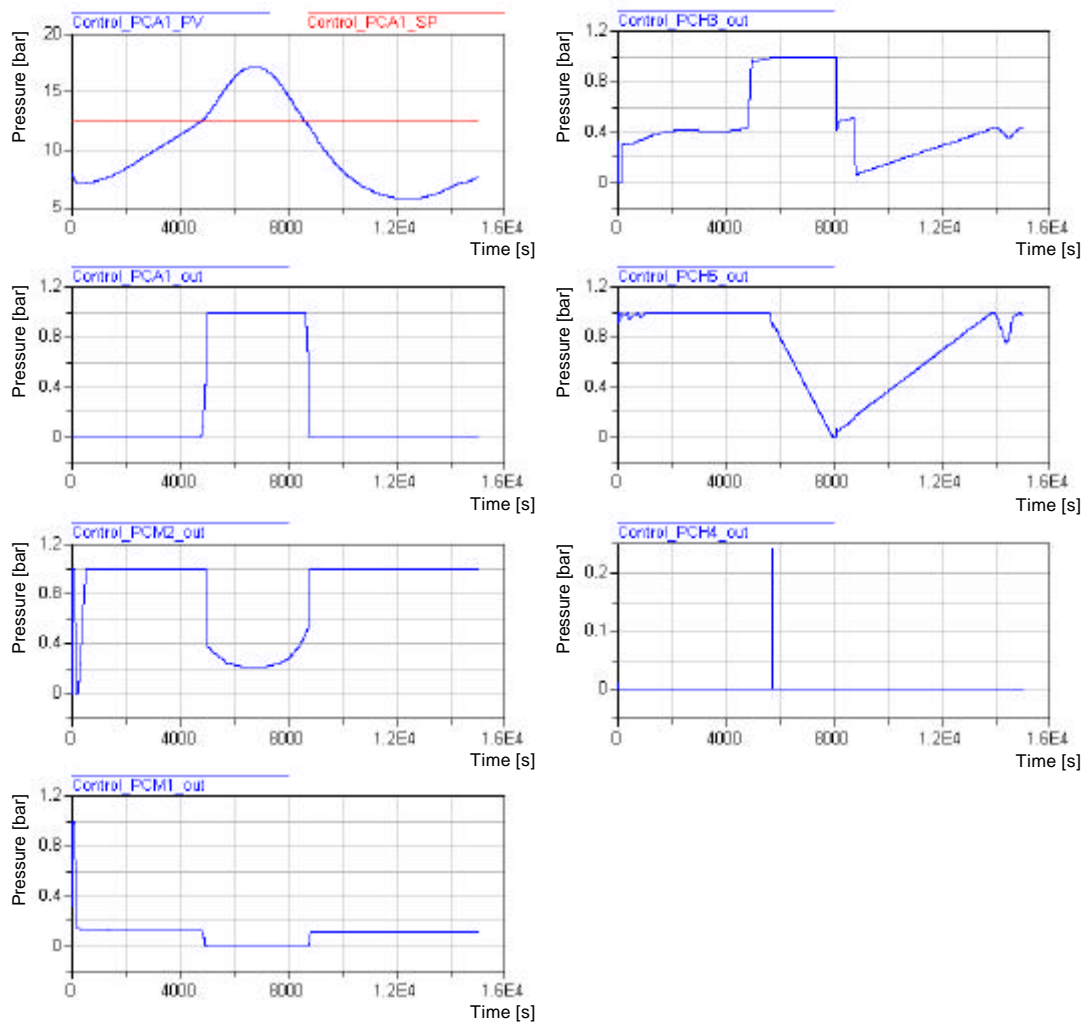 Control_PCA1_PV Control_PCA1_SP
Pressure [bar]
20
15
10
5
0 4000 8000 1.2E4 1.6E4
Time [s]
Control_PCH3_out
Pressure [bar]
1.2
0.8
0.4
0
0 4000 8000 1.2E4 1.6E4
Time [s]
Control_PCA1_out
Pressure [bar]
1.2
0.8
0.4
0
0 4000 8000 1.2E4 1.6E4
Time [s]
Control_PCH5_out
Pressure [bar]
1.2
0.8
0.4
0
0 4000 8000 1.2E4 1.6E4
Time [s]
Control_PCM2_out
Pressure [bar]
1.2
0.8
0.4
0
0 4000 8000 1.2E4 1.6E4
Time [s]
Control_PCH4_out
Pressure [bar]
0.2
0.1
0
0 4000 8000 1.2E4 1.6E4
Time [s]
Control_PCM1_out
Pressure [bar]
1.2
0.8
0.4
0
0 4000 8000 1.2E4 1.6E4
Time [s]